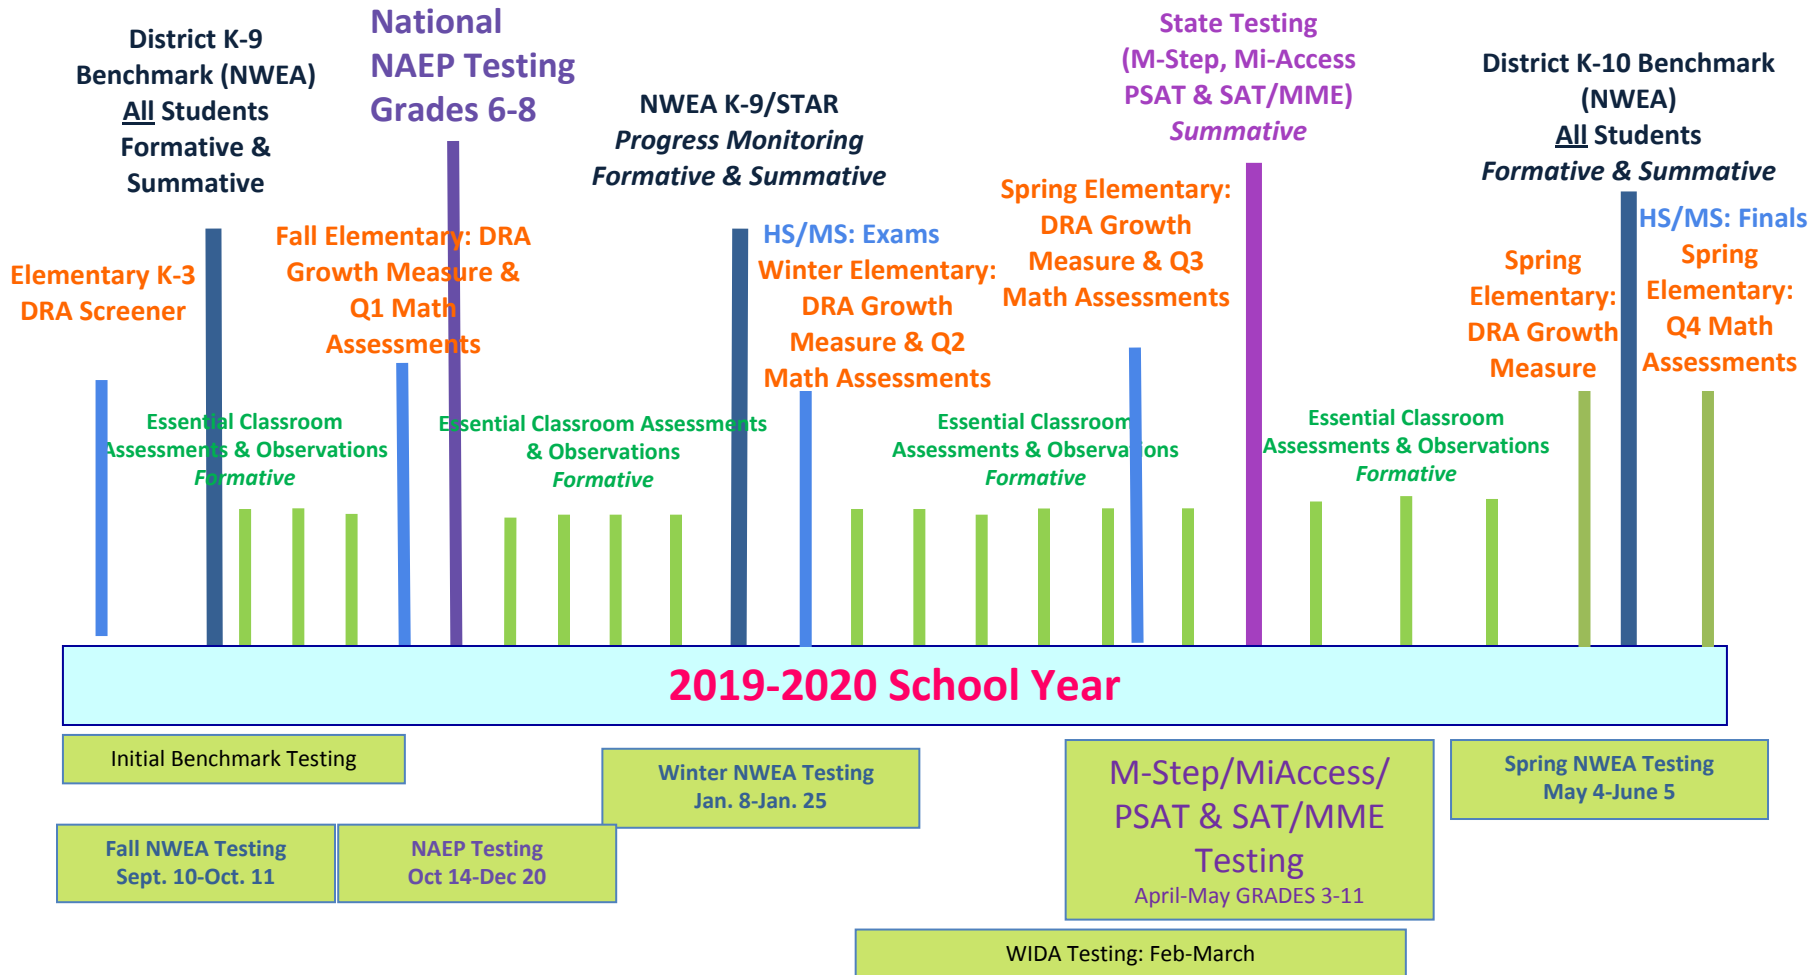 District K-9
Benchmark (NWEA)
All Students
Formative &
Summative
National
NAEP Testing
Grades 6-8
NWEA K-9/STAR
Progress Monitoring
Formative & Summative
State Testing
(M-Step, Mi-Access
PSAT & SAT/MME)
Summative
District K-10 Benchmark
(NWEA)
All Students
Formative & Summative
Elementary K-3
DRA Screener
Fall Elementary: DRA
Growth Measure &
Q1 Math
Assessments
HS/MS: Exams
Winter Elementary:
DRA Growth
Measure & Q2
Math Assessments
Spring Elementary:
DRA Growth
Measure & Q3
Math Assessments
Spring
Elementary:
DRA Growth
Measure
HS/MS: Finals
Spring
Elementary:
Q4 Math
Assessments
Essential Classroom
Assessments & Observations
Formative
Essential Classroom Assessments
& Observations
Formative
Essential Classroom
Assessments & Observations
Formative
Essential Classroom
Assessments & Observations
Formative
2019-2020 School Year
Initial Benchmark Testing
Fall NWEA Testing
Sept. 10-Oct. 11
NAEP Testing
Oct 14-Dec 20
Winter NWEA Testing
Jan. 8-Jan. 25
M-Step/MiAccess/
PSAT & SAT/MME
Testing
April-May GRADES 3-11
Spring NWEA Testing
May 4-June 5
WIDA Testing: Feb-March